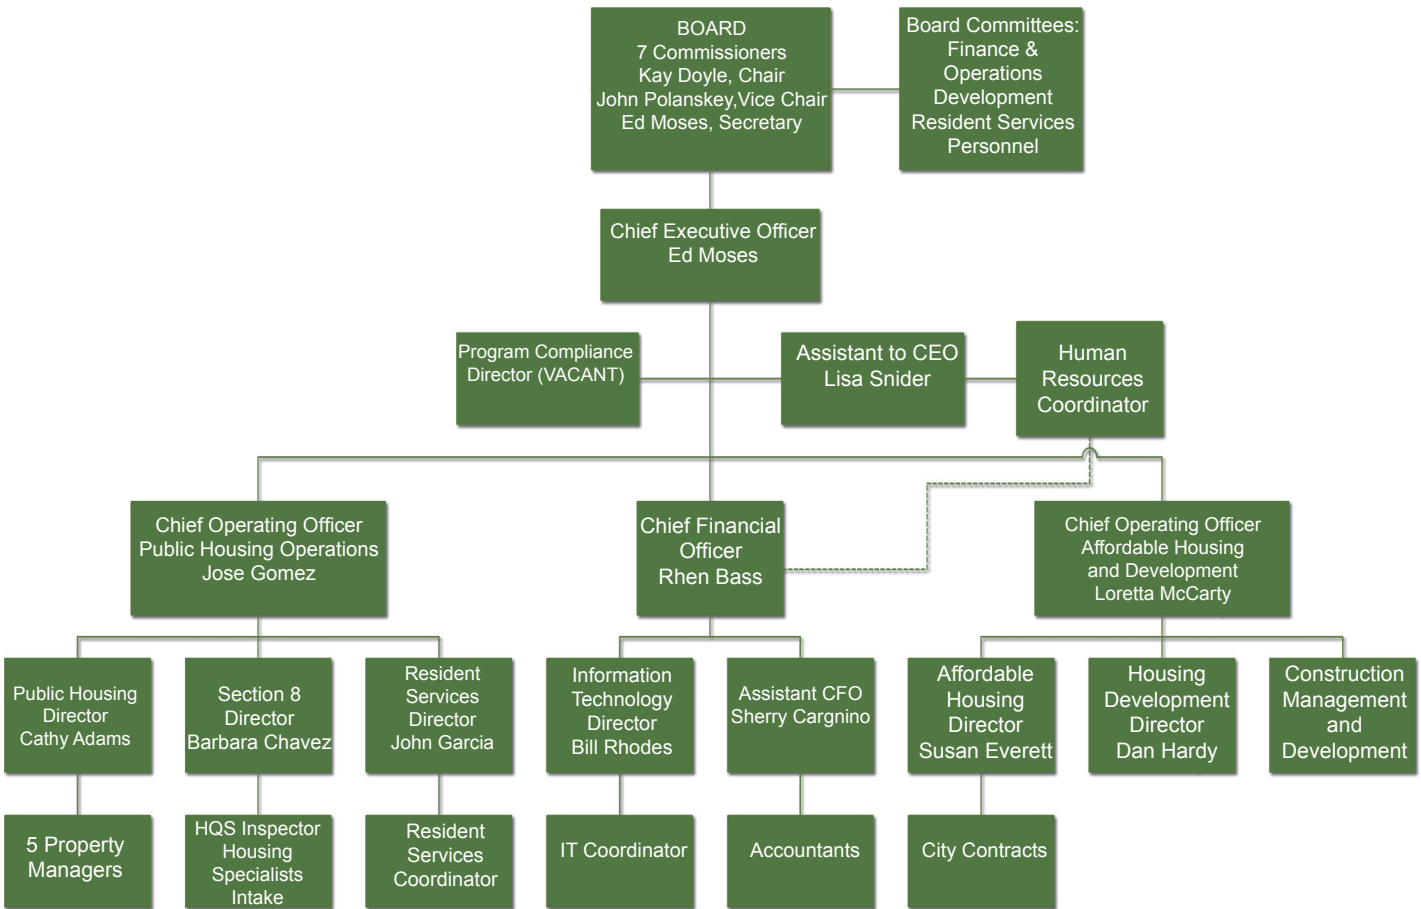 BOARD
7 Commissioners
Kay Doyle, Chair
John Polanskey,Vice Chair
Ed Moses, Secretary
Board Committees:
Finance &
Operations
Development
Resident Services
Personnel
Chief Executive Officer
Ed Moses
Program Compliance
Director (VACANT)
Assistant to CEO
Lisa Snider
Human
Resources
Coordinator
Chief Operating Officer
Public Housing Operations
Jose Gomez
Chief Financial
Officer
Rhen Bass
Chief Operating Officer
Affordable Housing
and Development
Loretta McCarty
Public Housing
Director
Cathy Adams
Section 8
Director
Barbara Chavez
Resident
Services
Director
John Garcia
Information
Technology
Director
Bill Rhodes
Assistant CFO
Sherry Cargnino
Affordable
Housing
Director
Susan Everett
Housing
Development
Director
Dan Hardy
Construction
Management
and
Development
5 Property
Managers
HQS Inspector
Housing
Specialists
Intake
Resident
Services
Coordinator
IT Coordinator
Accountants
City Contracts